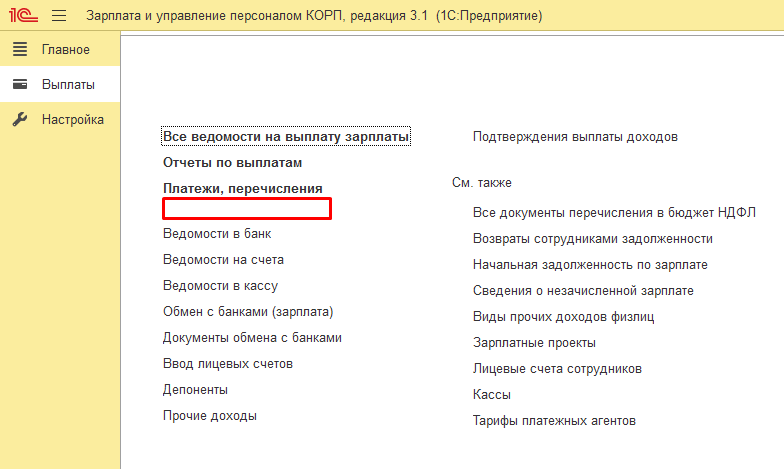 1С Зарплата и управление персоналом КОРП, редакция 3.1 (1С:Предприятие)
Главное
Выплаты
Настройка
Все ведомости на выплату зарплаты
Отчеты по выплатам
Платежи, перечисления
Ведомости в банк
Ведомости на счета
Ведомости в кассу
Обмен с банками (зарплата)
Документы обмена с банками
Ввод лицевых счетов
Депоненты
Прочие доходы
Подтверждения выплаты доходов
См. также
Все документы перечисления в бюджет НДФЛ
Возвраты сотрудниками задолженности
Начальная задолженность по зарплате
Сведения о незачисленной зарплате
Виды прочих доходов физлиц
Зарплатные проекты
Лицевые счета сотрудников
Кассы
Тарифы платежных агентов